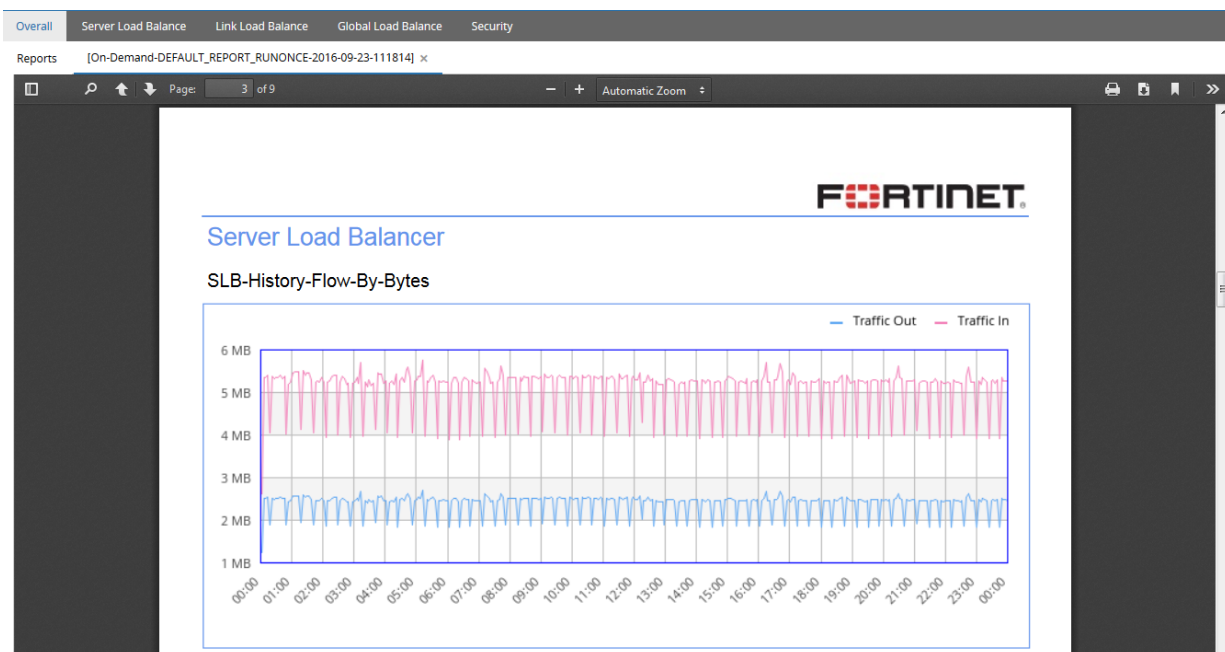 Overall Server Load Balance Link Load Balance Global Load Balance Security
Reports [On-Demand-DEFAULT_REPORT_RUNONCE-2016-09-23-111814] ×
Page: 3 of 9 − + Automatic Zoom
FORTINET
Server Load Balancer
SLB-History-Flow-By-Bytes
Traffic Out Traffic In
6 MB
5 MB
4 MB
3 MB
2 MB
1 MB
00:00 01:00 02:00 03:00 04:00 05:00 06:00 07:00 08:00 09:00 10:00 11:00 12:00 13:00 14:00 15:00 16:00 17:00 18:00 19:00 20:00 21:00 22:00 23:00 00:00